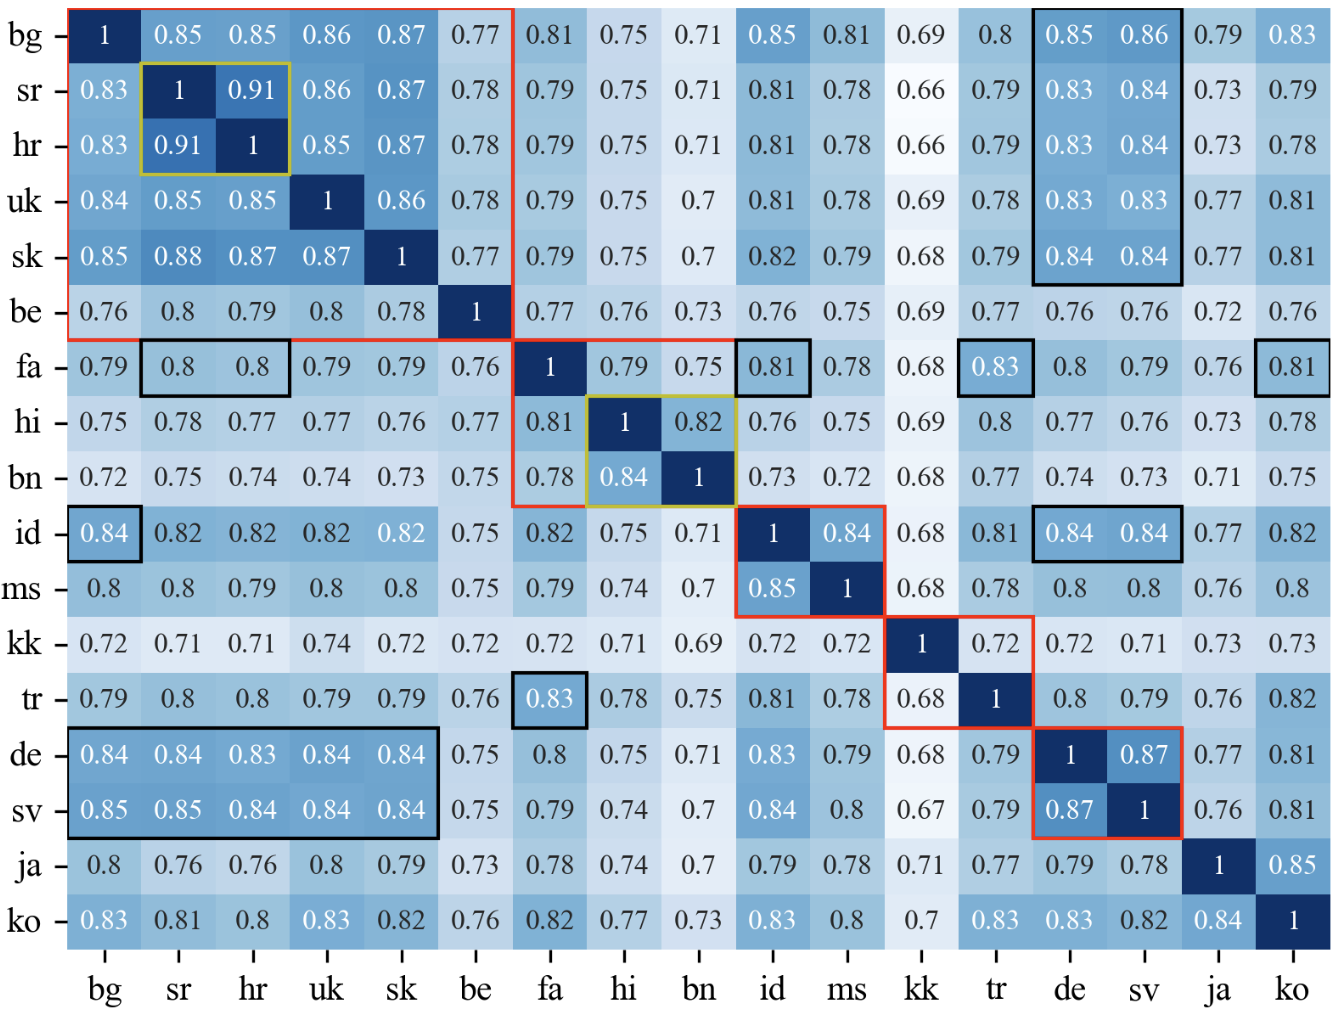 bg 1 0.85 0.85 0.86 0.87 0.77 0.81 0.75 0.71 0.85 0.81 0.69 0.8 0.85 0.86 0.79 0.83
sr 0.83 1 0.91 0.86 0.87 0.78 0.79 0.75 0.71 0.81 0.78 0.66 0.79 0.83 0.84 0.73 0.79
hr 0.83 0.91 1 0.85 0.87 0.78 0.79 0.75 0.71 0.81 0.78 0.66 0.79 0.83 0.84 0.73 0.78
uk 0.84 0.85 0.85 1 0.86 0.78 0.79 0.75 0.7 0.81 0.78 0.69 0.78 0.83 0.83 0.77 0.81
sk 0.85 0.88 0.87 0.87 1 0.77 0.79 0.75 0.7 0.82 0.79 0.68 0.79 0.84 0.84 0.77 0.81
be 0.76 0.8 0.79 0.8 0.78 1 0.77 0.76 0.73 0.76 0.75 0.69 0.77 0.76 0.76 0.72 0.76
fa 0.79 0.8 0.8 0.79 0.79 0.76 1 0.79 0.75 0.81 0.78 0.68 0.83 0.8 0.79 0.76 0.81
hi 0.75 0.78 0.77 0.77 0.76 0.77 0.81 1 0.82 0.76 0.75 0.69 0.8 0.77 0.76 0.73 0.78
bn 0.72 0.75 0.74 0.74 0.73 0.75 0.78 0.84 1 0.73 0.72 0.68 0.77 0.74 0.73 0.71 0.75
id 0.84 0.82 0.82 0.82 0.82 0.75 0.82 0.75 0.71 1 0.84 0.68 0.81 0.84 0.84 0.77 0.82
ms 0.8 0.8 0.79 0.8 0.8 0.75 0.79 0.74 0.7 0.85 1 0.68 0.78 0.8 0.8 0.76 0.8
kk 0.72 0.71 0.71 0.74 0.72 0.72 0.72 0.71 0.69 0.72 0.72 1 0.72 0.72 0.71 0.73 0.73
tr 0.79 0.8 0.8 0.79 0.79 0.76 0.83 0.78 0.75 0.81 0.78 0.68 1 0.8 0.79 0.76 0.82
de 0.84 0.84 0.83 0.84 0.84 0.75 0.8 0.75 0.71 0.83 0.79 0.68 0.79 1 0.87 0.77 0.81
sv 0.85 0.85 0.84 0.84 0.84 0.75 0.79 0.74 0.7 0.84 0.8 0.67 0.79 0.87 1 0.76 0.81
ja 0.8 0.76 0.76 0.8 0.79 0.73 0.78 0.74 0.7 0.79 0.78 0.71 0.77 0.79 0.78 1 0.85
ko 0.83 0.81 0.8 0.83 0.82 0.76 0.82 0.77 0.73 0.83 0.8 0.7 0.83 0.83 0.82 0.84 1
bg sr hr uk sk be fa hi bn id ms kk tr de sv ja ko